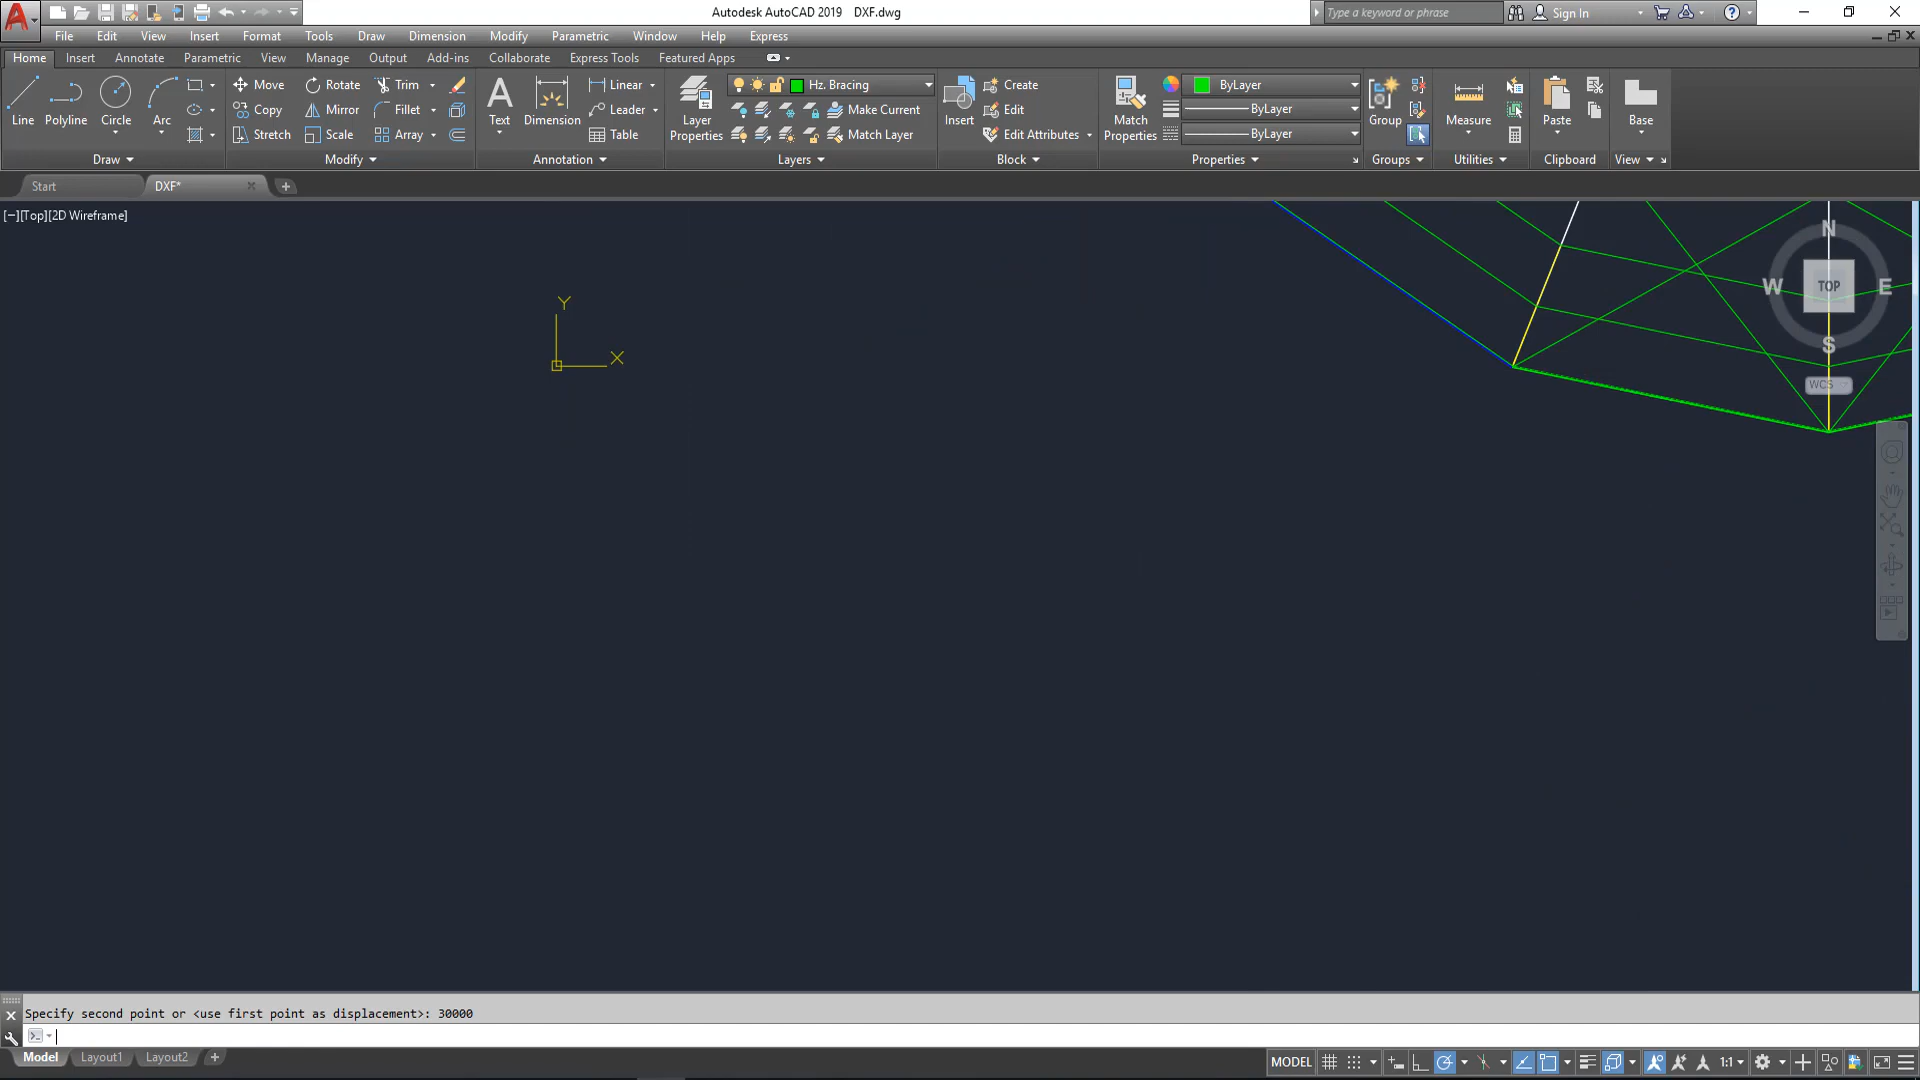 Autodesk AutoCAD 2019 DXF.dwg
Type a keyword or phrase
Sign In
File Edit View Insert Format Tools Draw Dimension Modify Parametric Window Help Express
Home Insert Annotate Parametric View Manage Output Add-ins Collaborate Express Tools Featured Apps
Move Rotate Trim Linear Hz. Bracing Create ByLayer
Copy Mirror Fillet Leader Make Current Edit ByLayer
Line Polyline Circle Arc Text Dimension Layer Properties Insert Match Properties Group Measure Paste Base
Stretch Scale Array Table Match Layer Edit Attributes ByLayer
Draw Modify Annotation Layers Block Properties Groups Utilities Clipboard View
Start DXF*
[−][Top][2D Wireframe]
N
W TOP E
S
WCS
Y
X
Specify second point or <use first point as displacement>: 30000
Model Layout1 Layout2
MODEL 1:1